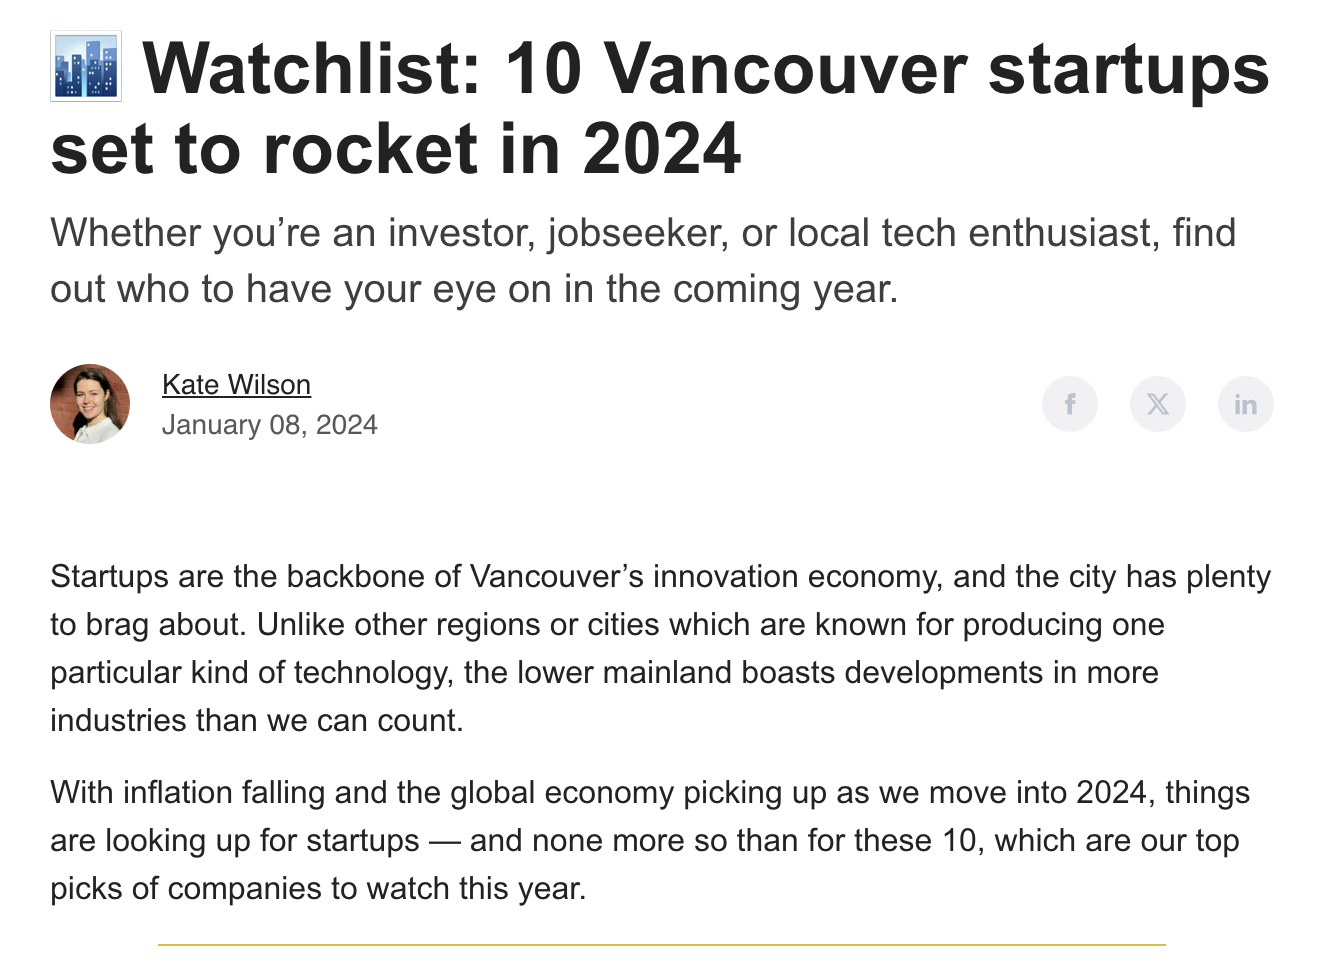 Watchlist: 10 Vancouver startups
set to rocket in 2024
Whether you’re an investor, jobseeker, or local tech enthusiast, find
out who to have your eye on in the coming year.
Kate Wilson
January 08, 2024
f
X
in
Startups are the backbone of Vancouver’s innovation economy, and the city has plenty
to brag about. Unlike other regions or cities which are known for producing one
particular kind of technology, the lower mainland boasts developments in more
industries than we can count.
With inflation falling and the global economy picking up as we move into 2024, things
are looking up for startups — and none more so than for these 10, which are our top
picks of companies to watch this year.